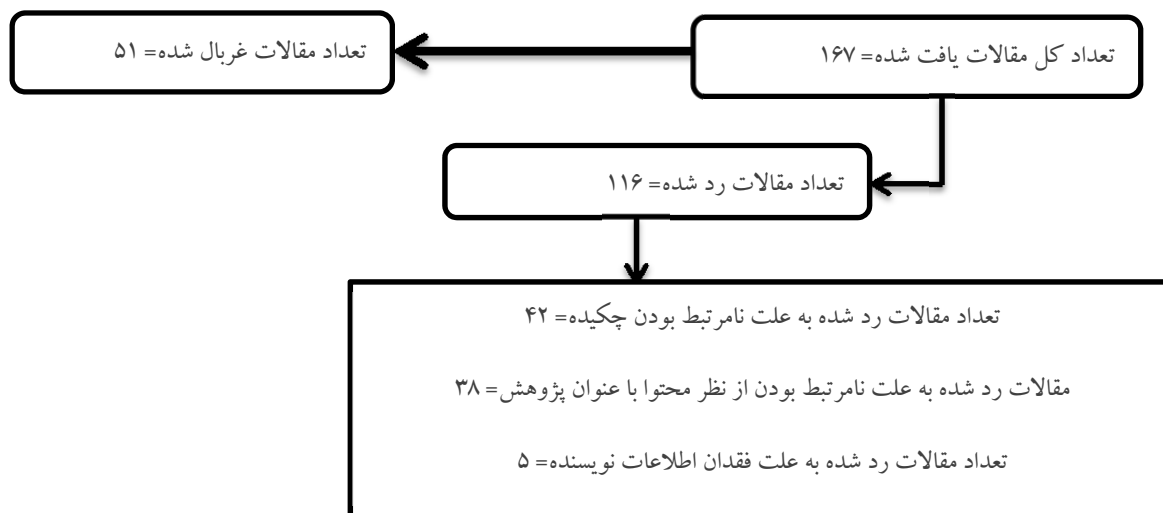 تعداد کل مقالات یافت شده= ۱۶۷
تعداد مقالات غربال شده= ۵۱
تعداد مقالات رد شده= ۱۱۶
تعداد مقالات رد شده به علت نامرتبط بودن چکیده= ۴۲
مقالات رد شده به علت نامرتبط بودن از نظر محتوا با عنوان پژوهش= ۳۸
تعداد مقالات رد شده به علت فقدان اطلاعات نویسنده= ۵